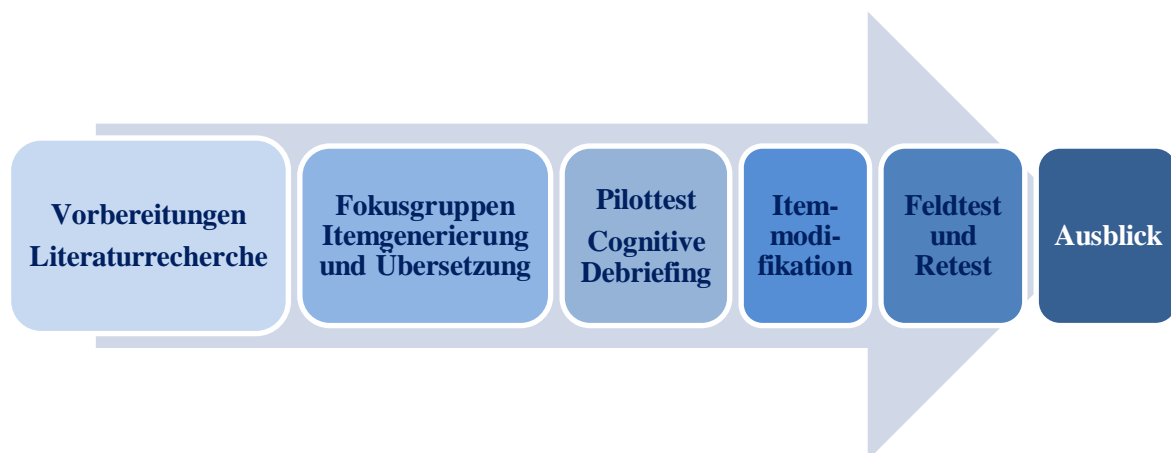 Vorbereitungen
Literaturrecherche
Fokusgruppen
Itemgenerierung
und Übersetzung
Pilottest
Cognitive
Debriefing
Item-
modi-
fikation
Feldtest
und
Retest
Ausblick